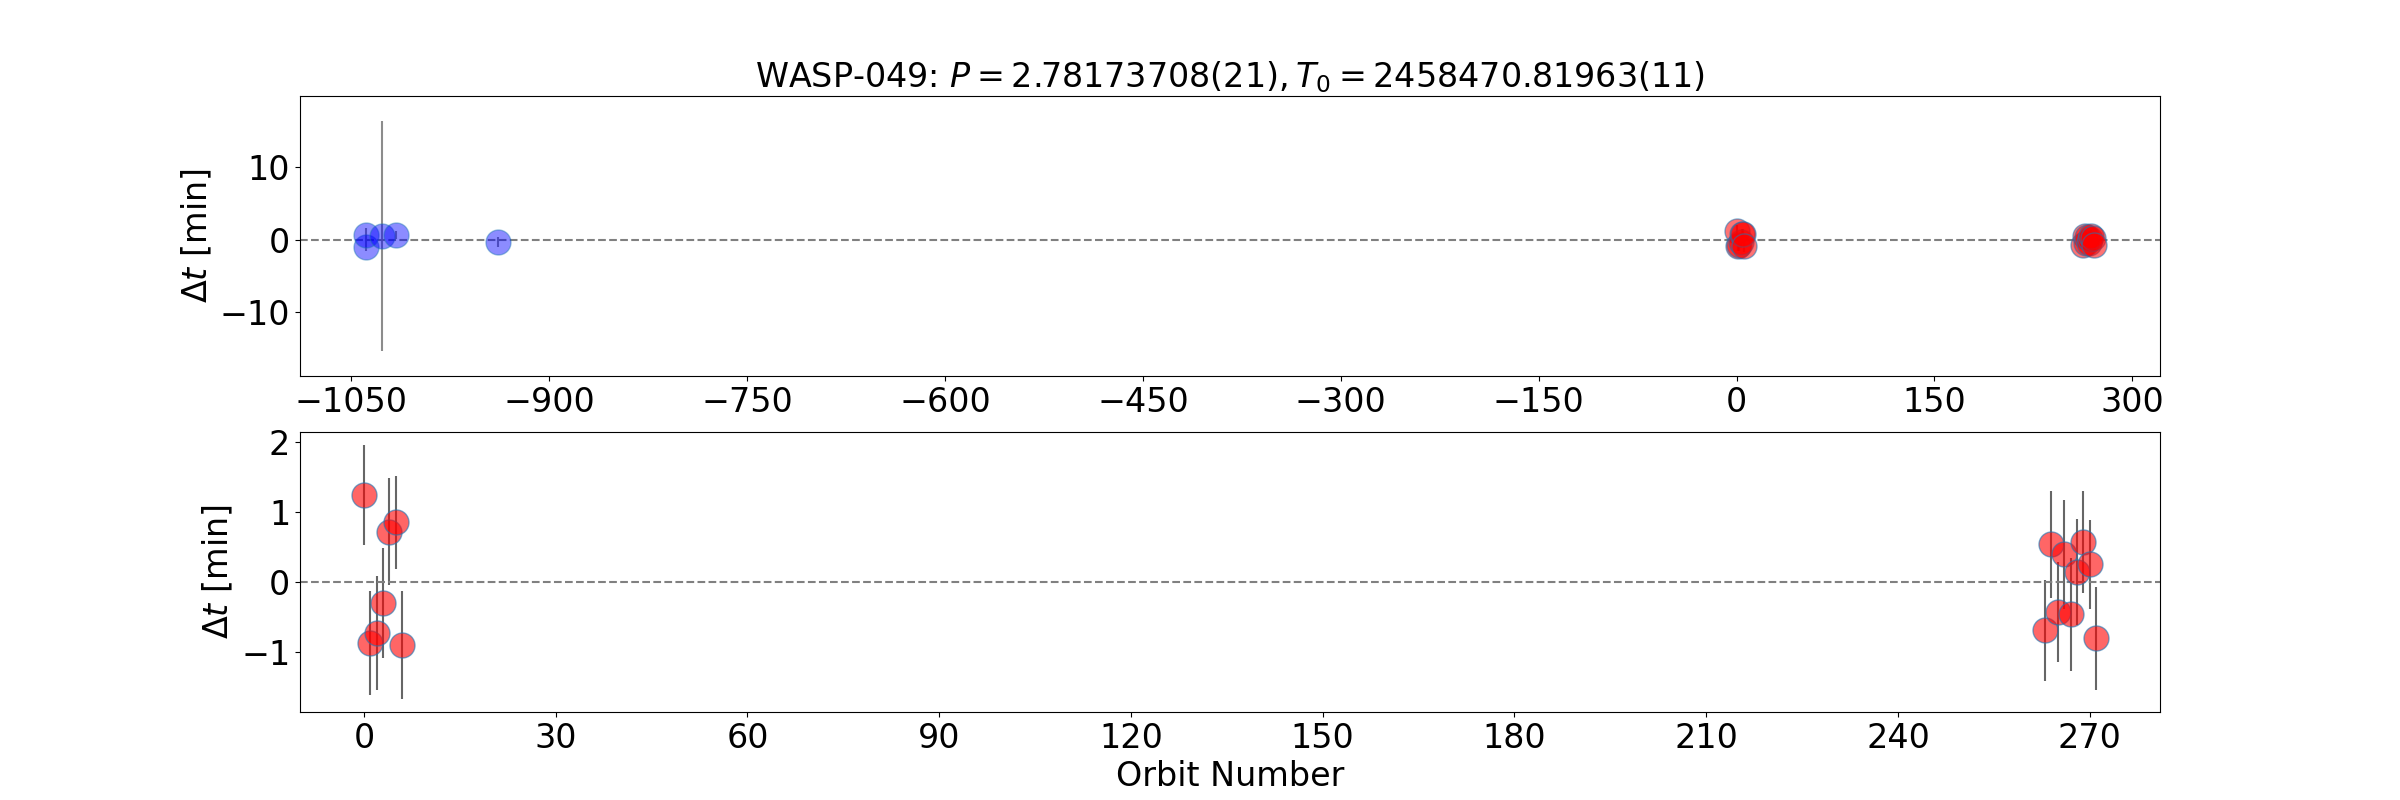 WASP-049: P = 2.78173708(21), T₀ = 2458470.81963(11)
Δt [min]
10
0
−10
−1050 −900 −750 −600 −450 −300 −150 0 150 300
Δt [min]
2
1
0
−1
0 30 60 90 120 150 180 210 240 270
Orbit Number